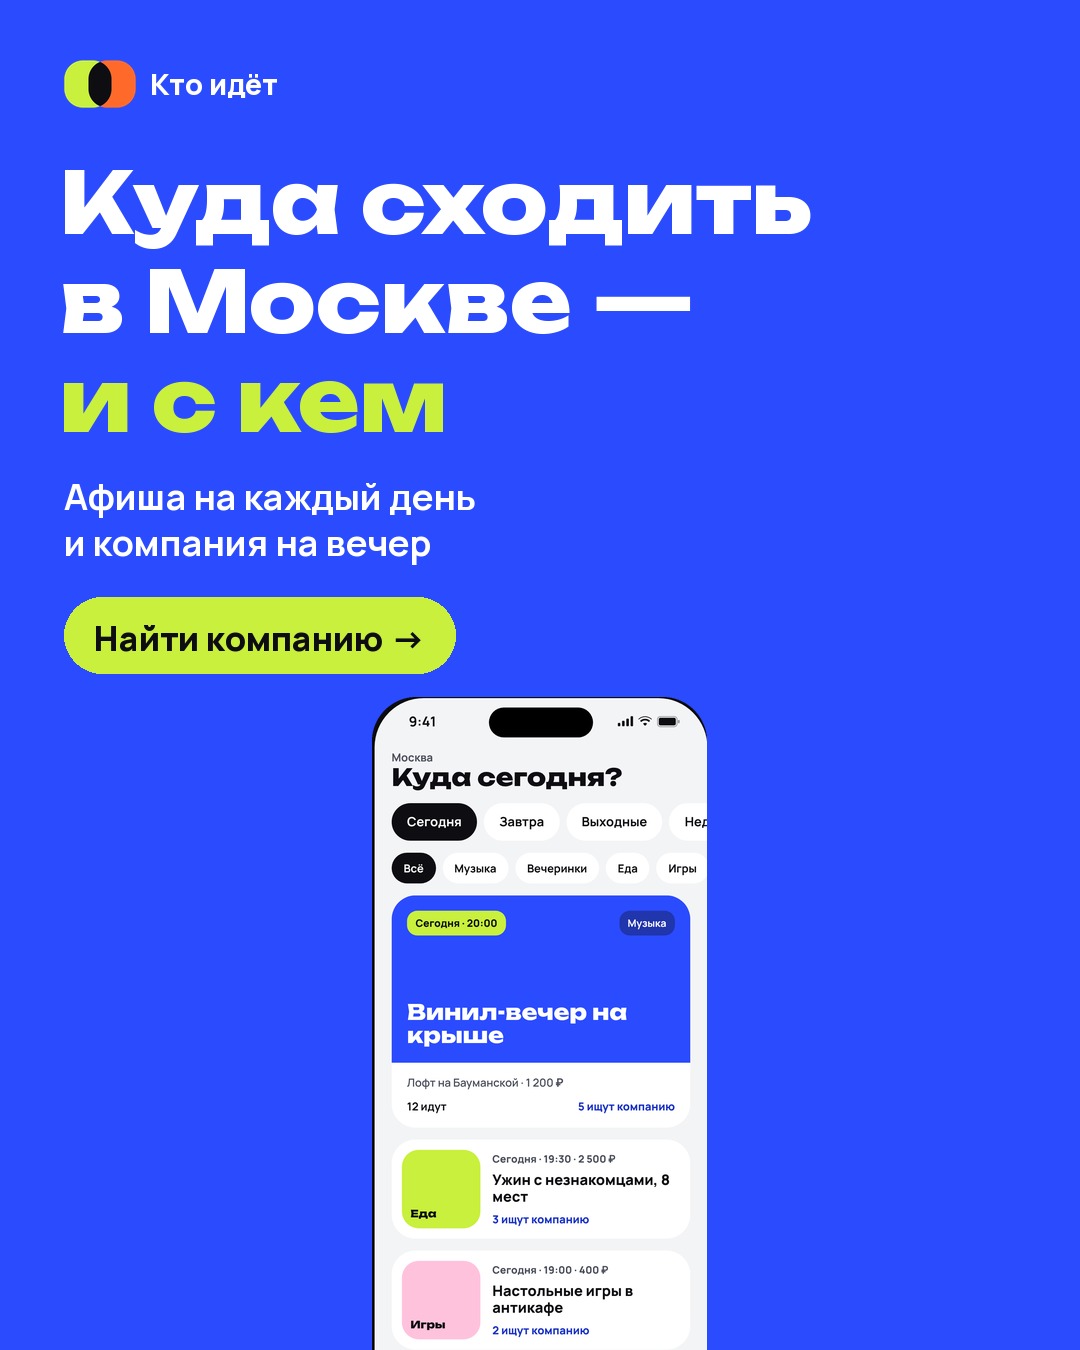 Кто идёт
Куда сходить
в Москве —
и с кем
Афиша на каждый день
и компания на вечер
Найти компанию →
9:41
Москва
Куда сегодня?
Сегодня Завтра Выходные Нед
Всё Музыка Вечеринки Еда Игры
Сегодня · 20:00 Музыка
Винил-вечер на
крыше
Лофт на Бауманской · 1 200 ₽
12 идут 5 ищут компанию
Сегодня · 19:30 · 2 500 ₽
Ужин с незнакомцами, 8
мест
Еда
3 ищут компанию
Сегодня · 19:00 · 400 ₽
Настольные игры в
антикафе
Игры
2 ищут компанию